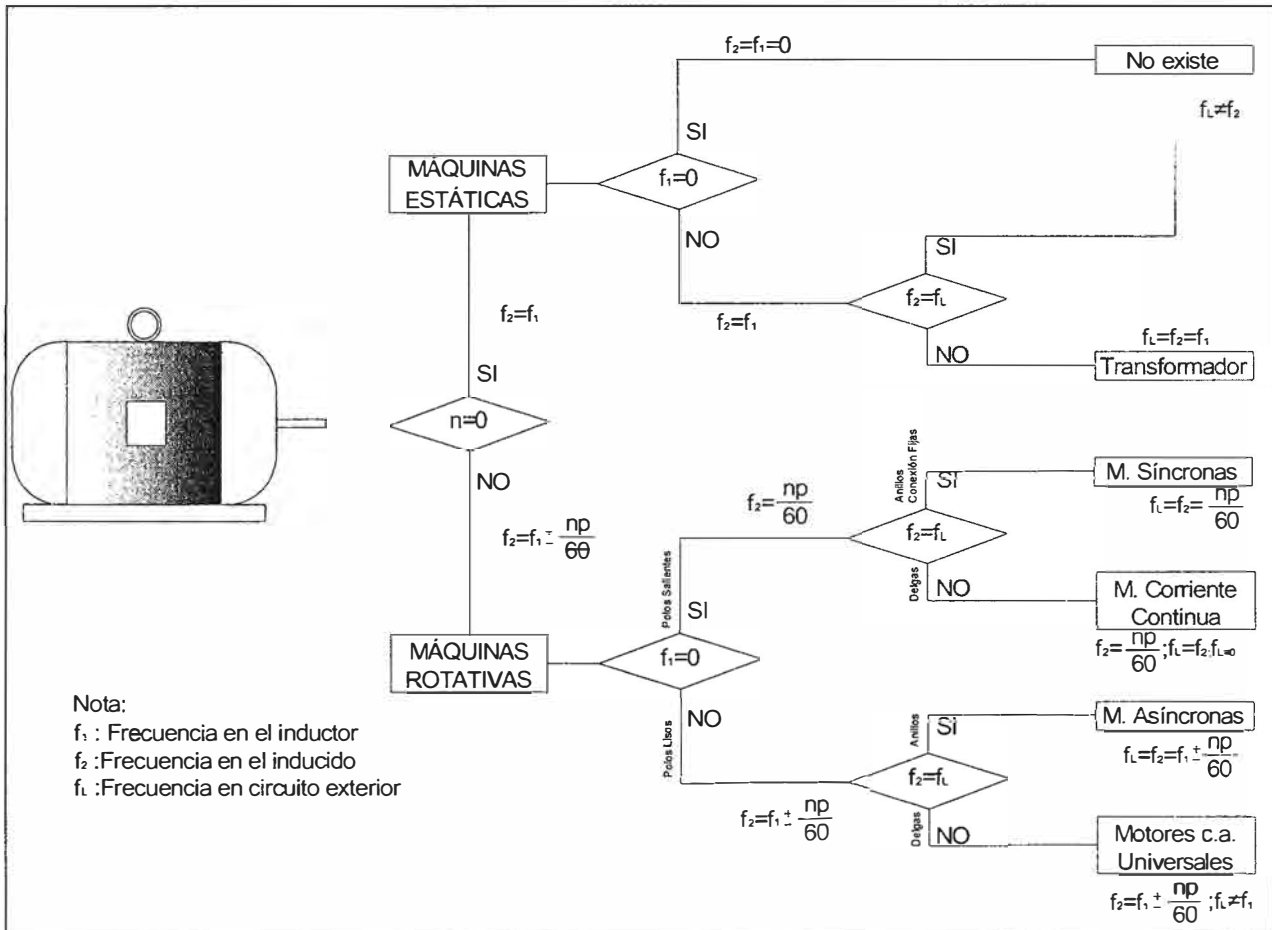 f₂=f₁=0
No existe
f_L≠f₂
SI
MÁQUINAS
ESTÁTICAS
f₁=0
NO
SI
f₂=f₁
f₂=f_L
f₂=f₁
NO
f_L=f₂=f₁
Transformador
SI
n=0
NO
f₂=f₁ ± np/60
f₂= np/60
Anillos
Conexión Fijas
SI
M. Síncronas
f_L=f₂= np/60
f₂=f_L
Delgas
NO
M. Corriente
Continua
f₂= np/60 ;f_L=f₂;f_L=0
Polos Salientes
SI
MÁQUINAS
ROTATIVAS
f₁=0
NO
Polos Lisos
f₂=f₁ ± np/60
Anillos
SI
M. Asíncronas
f_L=f₂=f₁ ± np/60
f₂=f_L
Delgas
NO
Motores c.a.
Universales
f₂=f₁ ± np/60 ;f_L≠f₁
Nota:
f₁ : Frecuencia en el inductor
f₂ :Frecuencia en el inducido
f_L :Frecuencia en circuito exterior